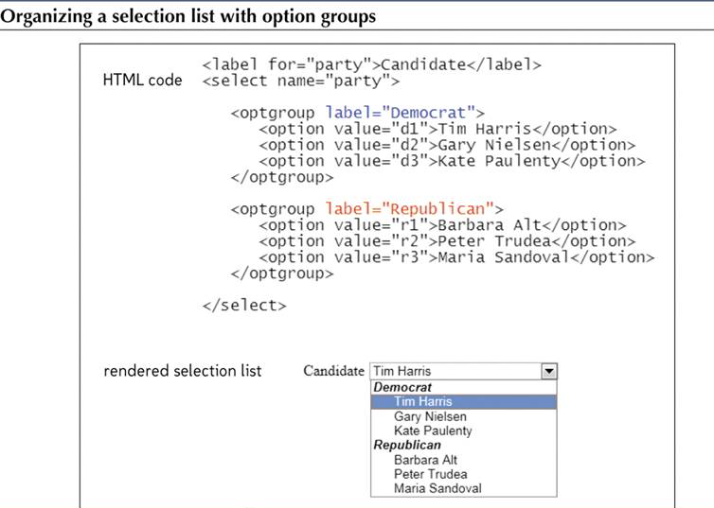 Organizing a selection list with option groups
HTML code
<label for="party">Candidate</label>
<select name="party">
<optgroup label="Democrat">
<option value="d1">Tim Harris</option>
<option value="d2">Gary Nielsen</option>
<option value="d3">Kate Paulenty</option>
</optgroup>
<optgroup label="Republican">
<option value="r1">Barbara Alt</option>
<option value="r2">Peter Trudea</option>
<option value="r3">Maria Sandoval</option>
</optgroup>
</select>
rendered selection list
Candidate Tim Harris
Democrat
Tim Harris
Gary Nielsen
Kate Paulenty
Republican
Barbara Alt
Peter Trudea
Maria Sandoval